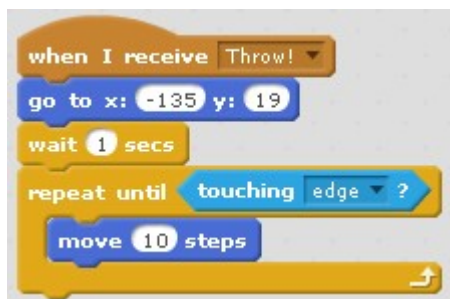 when I receive Throw!
go to x: -135 y: 19
wait 1 secs
repeat until touching edge ?
move 10 steps